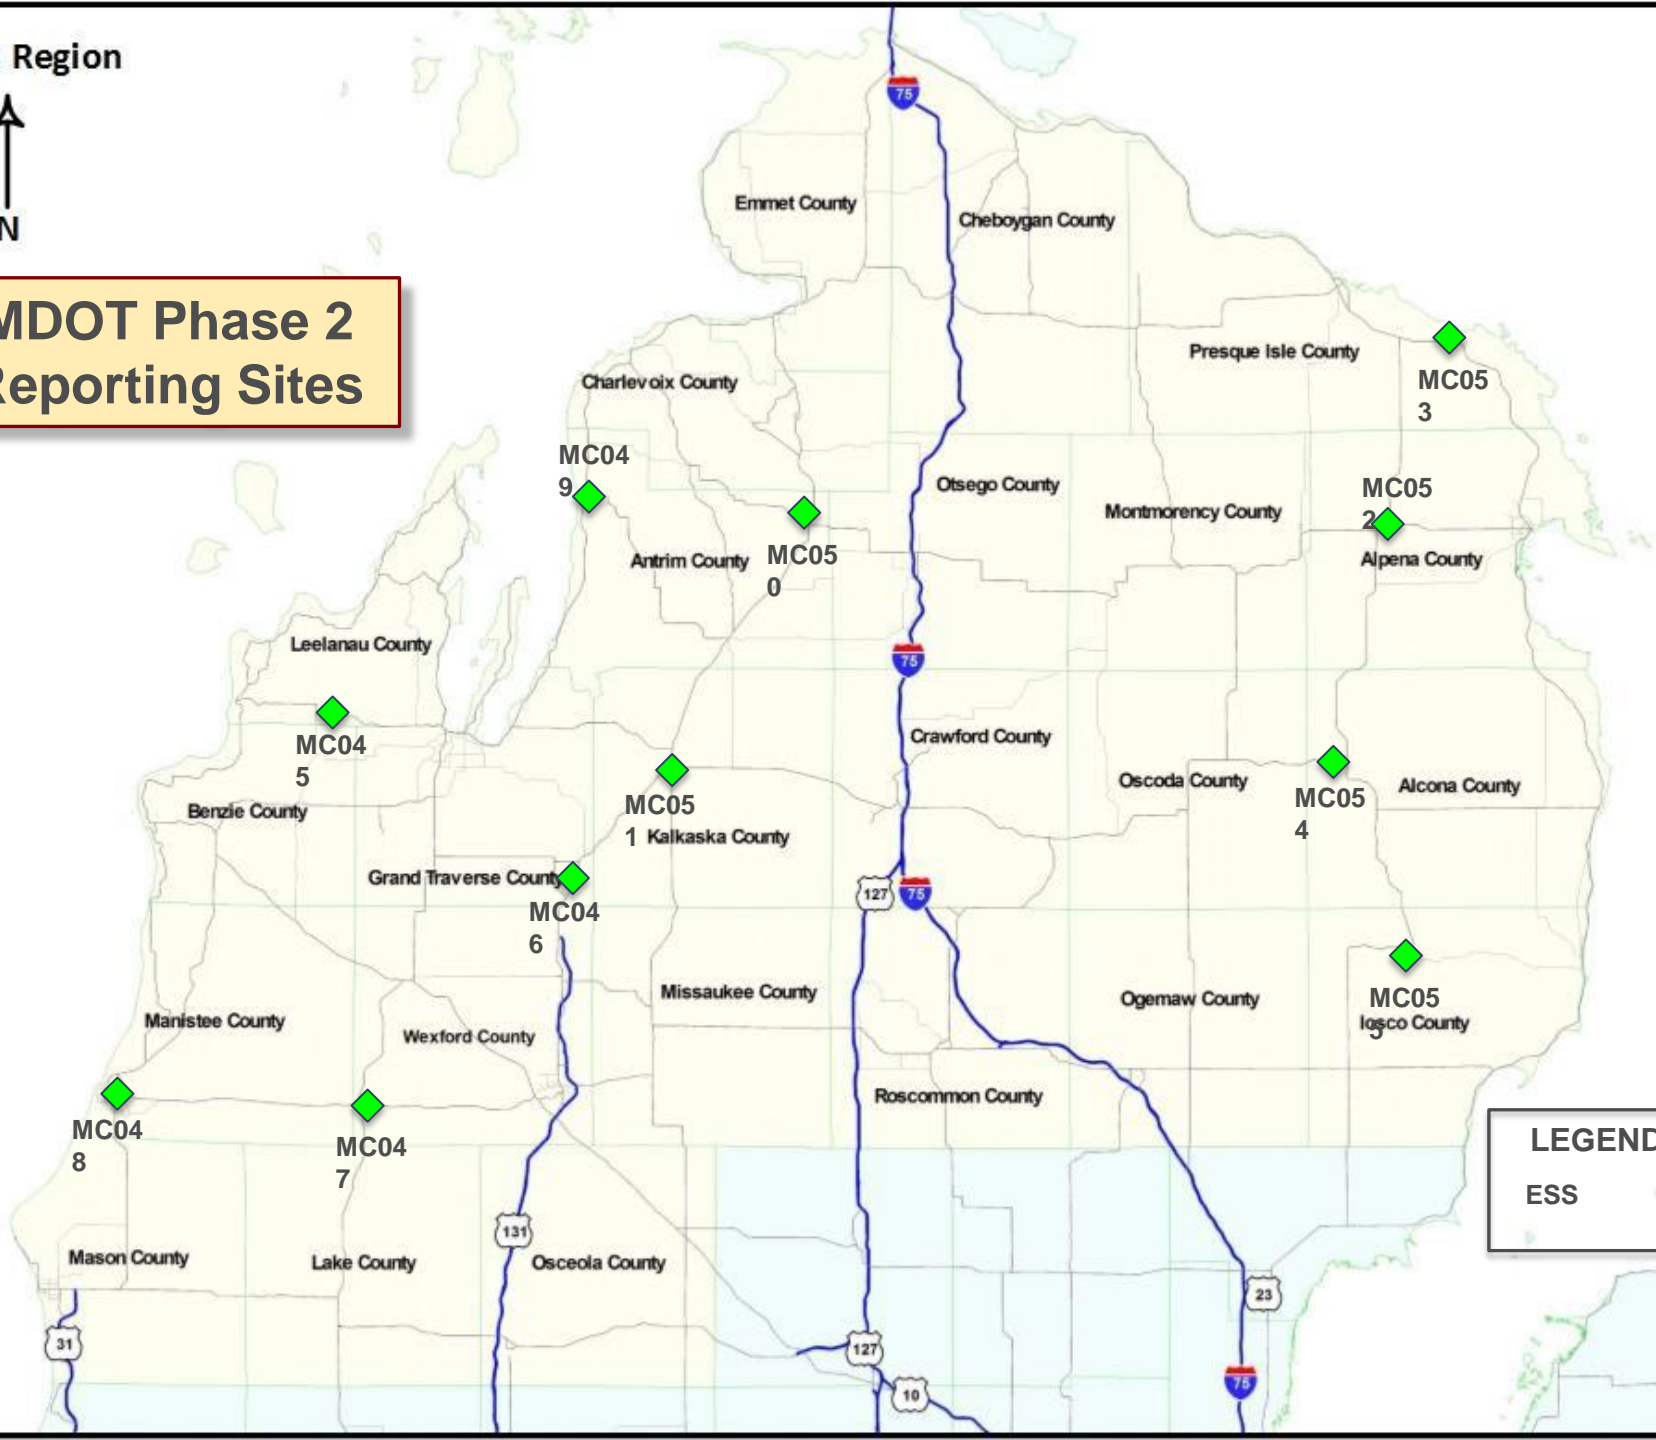 Region
N
MDOT Phase 2
Reporting Sites
75
Emmet County
Cheboygan County
Presque Isle County
MC05
3
Charlevoix County
MC04
9
Otsego County
MC05
2
Montmorency County
Antrim County
MC05
0
Alpena County
Leelanau County
75
MC04
5
Crawford County
Oscoda County
Alcona County
MC05
4
Benzie County
MC05
1
Kalkaska County
Grand Traverse County
127
75
MC04
6
Missaukee County
Ogemaw County
MC05
5
Iosco County
Manistee County
Wexford County
Roscommon County
MC04
8
MC04
7
LEGEND
ESS
131
Mason County
Lake County
Osceola County
23
31
127
10
75